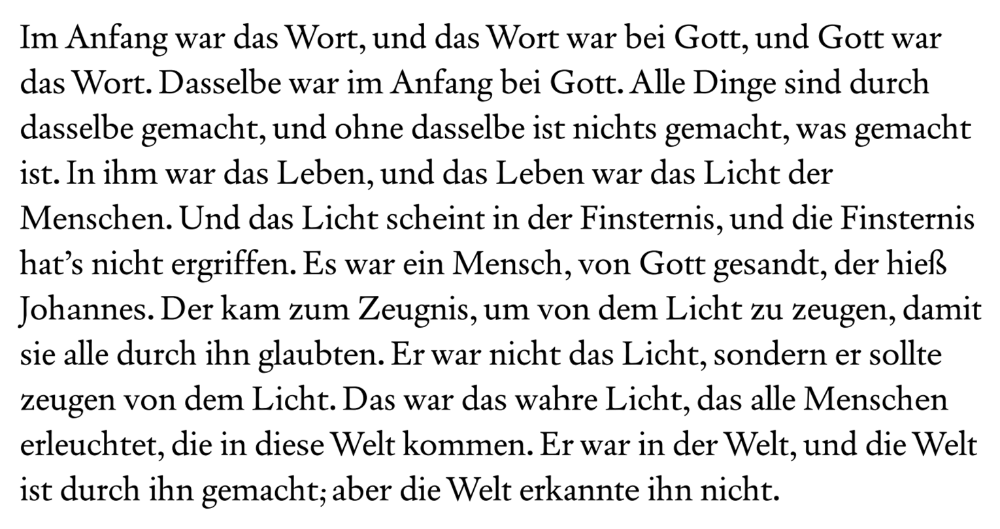 Im Anfang war das Wort, und das Wort war bei Gott, und Gott war
das Wort. Dasselbe war im Anfang bei Gott. Alle Dinge sind durch
dasselbe gemacht, und ohne dasselbe ist nichts gemacht, was gemacht
ist. In ihm war das Leben, und das Leben war das Licht der
Menschen. Und das Licht scheint in der Finsternis, und die Finsternis
hat’s nicht ergriffen. Es war ein Mensch, von Gott gesandt, der hieß
Johannes. Der kam zum Zeugnis, um von dem Licht zu zeugen, damit
sie alle durch ihn glaubten. Er war nicht das Licht, sondern er sollte
zeugen von dem Licht. Das war das wahre Licht, das alle Menschen
erleuchtet, die in diese Welt kommen. Er war in der Welt, und die Welt
ist durch ihn gemacht; aber die Welt erkannte ihn nicht.